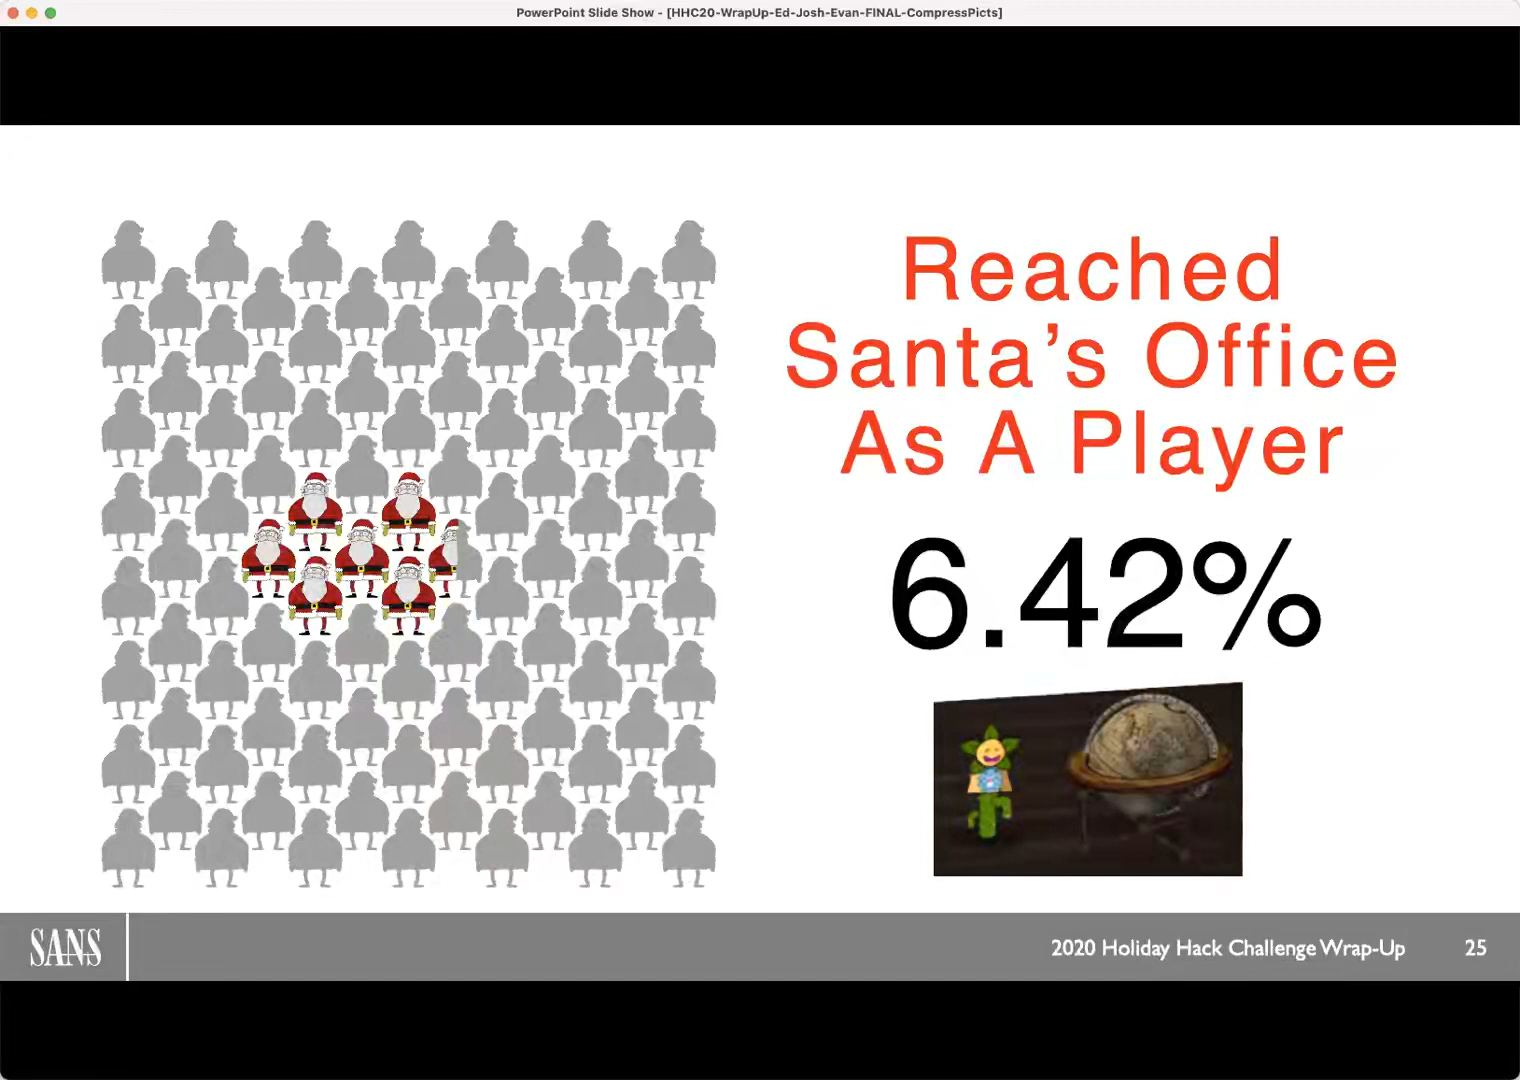 PowerPoint Slide Show - [HHC20-WrapUp-Ed-Josh-Evan-FINAL-CompressPicts]
Reached
Santa’s Office
As A Player
6.42%
SANS
2020 Holiday Hack Challenge Wrap-Up
25